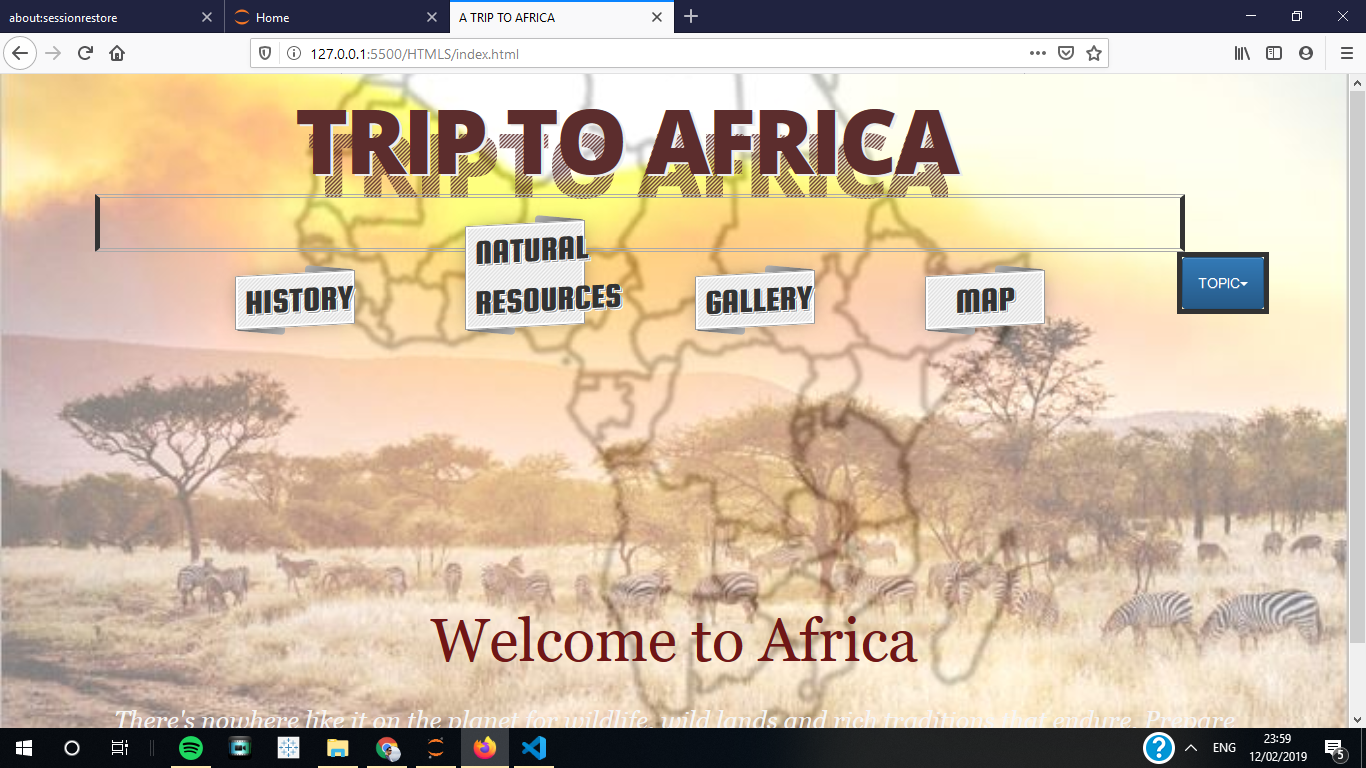 about:sessionrestore
Home
A TRIP TO AFRICA
127.0.0.1:5500/HTMLS/index.html
TRIP TO AFRICA
HISTORY
NATURAL
RESOURCES
GALLERY
MAP
TOPIC
Welcome to Africa
There's nowhere like it on the planet for wildlife, wild lands and rich traditions that endure. Prepare
ENG
23:59
12/02/2019
5